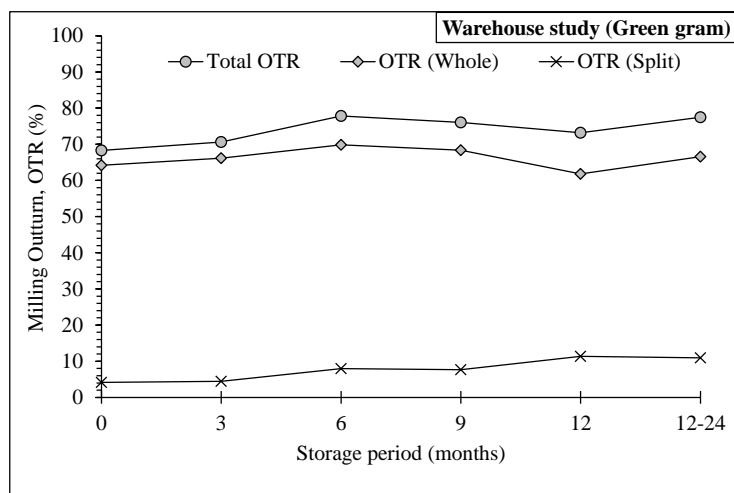 Warehouse study (Green gram)
Total OTR OTR (Whole) OTR (Split)
Milling Outturn, OTR (%)
100
90
80
70
60
50
40
30
20
10
0
0 3 6 9 12 12-24
Storage period (months)